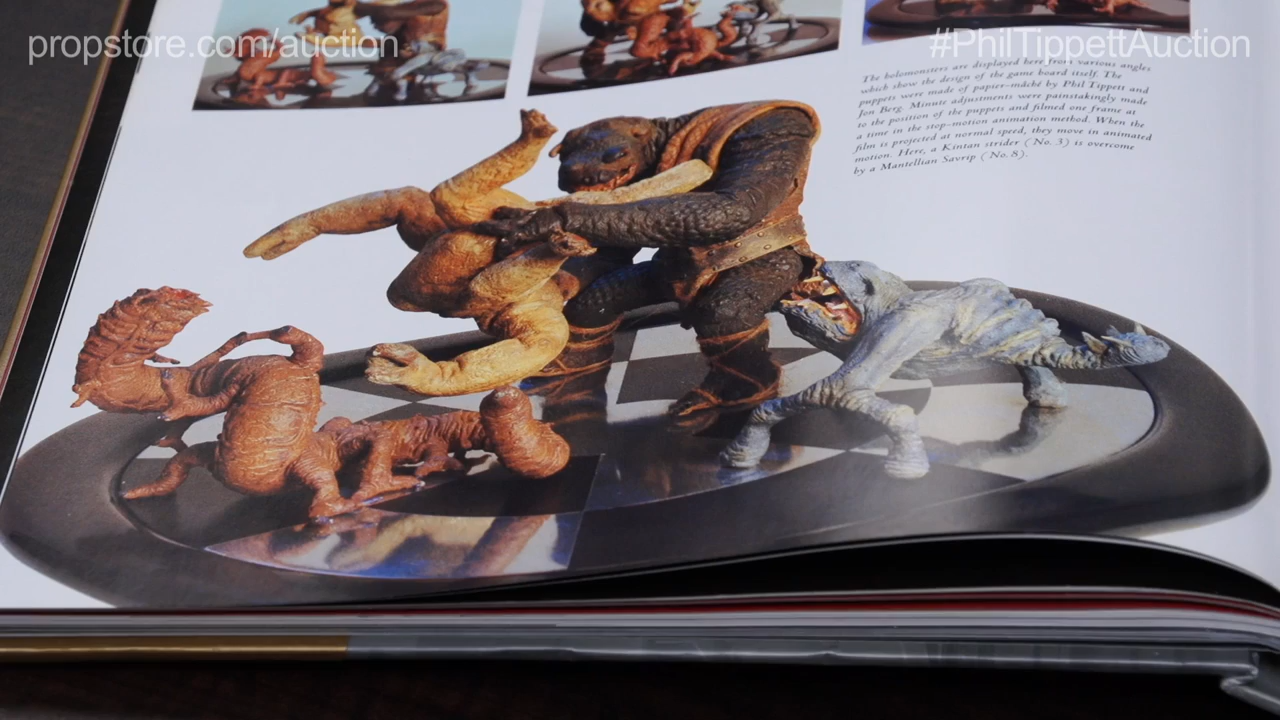 propstore.com/auction
#PhilTippettAuction
The holomonsters are displayed here from various angles
which show the design of the game board itself. The
puppets were made of papier-mâché by Phil Tippett and
Jon Berg. Minute adjustments were painstakingly made
to the position of the puppets and filmed one frame at
a time in the stop-motion animation method. When the
film is projected at normal speed, they move in animated
motion. Here, a Kintan strider (No. 3) is overcome
by a Mantellian Savrip (No. 8).